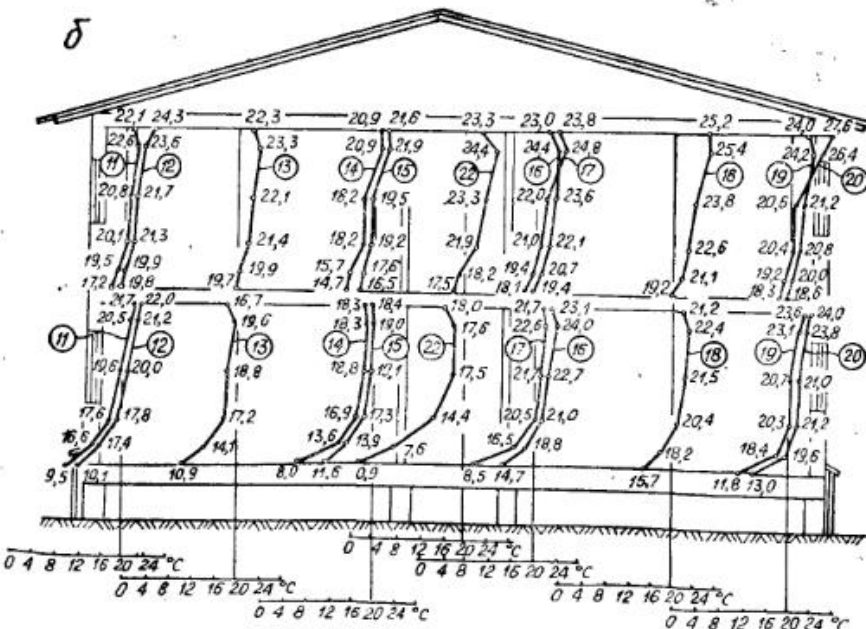 б
22,1 24,3 22,3 20,9 21,6 23,3 23,0 23,8 25,2 24,0 27,6
22,6 23,6 23,3 20,9 21,9 24,4 24,4 24,8 25,4 24,2 26,4
11 12 13 14 15 22 16 17 18 19 20
20,8 21,7 22,1 18,2 19,5 23,3 22,0 23,6 23,8 20,6 21,2
20,1 21,3 21,4 18,2 19,2 21,9 21,0 22,1 22,6 20,4 20,8
19,5 19,9 19,9 15,7 17,6 18,2 19,4 20,7 21,1 19,2 20,0
17,2 19,8 19,7 14,7 16,5 17,5 18,1 19,4 19,2 18,3 18,6
21,7 22,0 16,7 18,3 18,4 18,0 21,7 23,1 21,2 23,6 24,0
20,5 21,2 19,6 18,3 19,0 17,6 22,6 24,0 22,4 23,1 23,8
11 12 13 14 15 22 17 16 18 19 20
19,6 20,0 18,8 18,8 19,1 17,5 21,7 22,7 21,5 20,7 21,0
17,6 17,8 17,2 16,9 17,3 14,4 20,5 21,0 20,4 20,3 21,2
16,6 17,4 14,1 13,6 13,9 7,6 16,5 18,8 18,2 18,4 19,6
9,5 10,9 8,0 11,6 0,9 8,5 14,7 15,7 11,8 13,0
0 4 8 12 16 20 24 °C 0 4 8 12 16 20 24 °C
0 4 8 12 16 20 24 °C 0 4 8 12 16 20 24 °C 0 4 8 12 16 20 24 °C
0 4 8 12 16 20 24 °C 0 4 8 12 16 20 24 °C